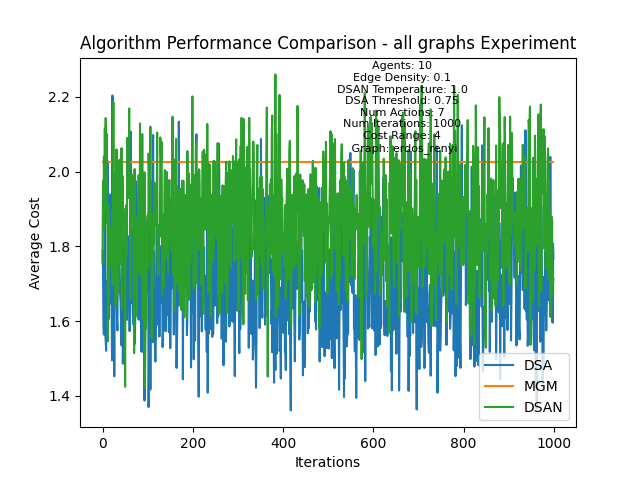 Algorithm Performance Comparison - all graphs Experiment
Agents: 10
Edge Density: 0.1
DSAN Temperature: 1.0
DSA Threshold: 0.75
Num Actions: 7
Num Iterations: 1000
Cost Range: 4
Graph: erdos_renyi
Average Cost
2.2
2.0
1.8
1.6
1.4
DSA
MGM
DSAN
0
200
400
600
800
1000
Iterations